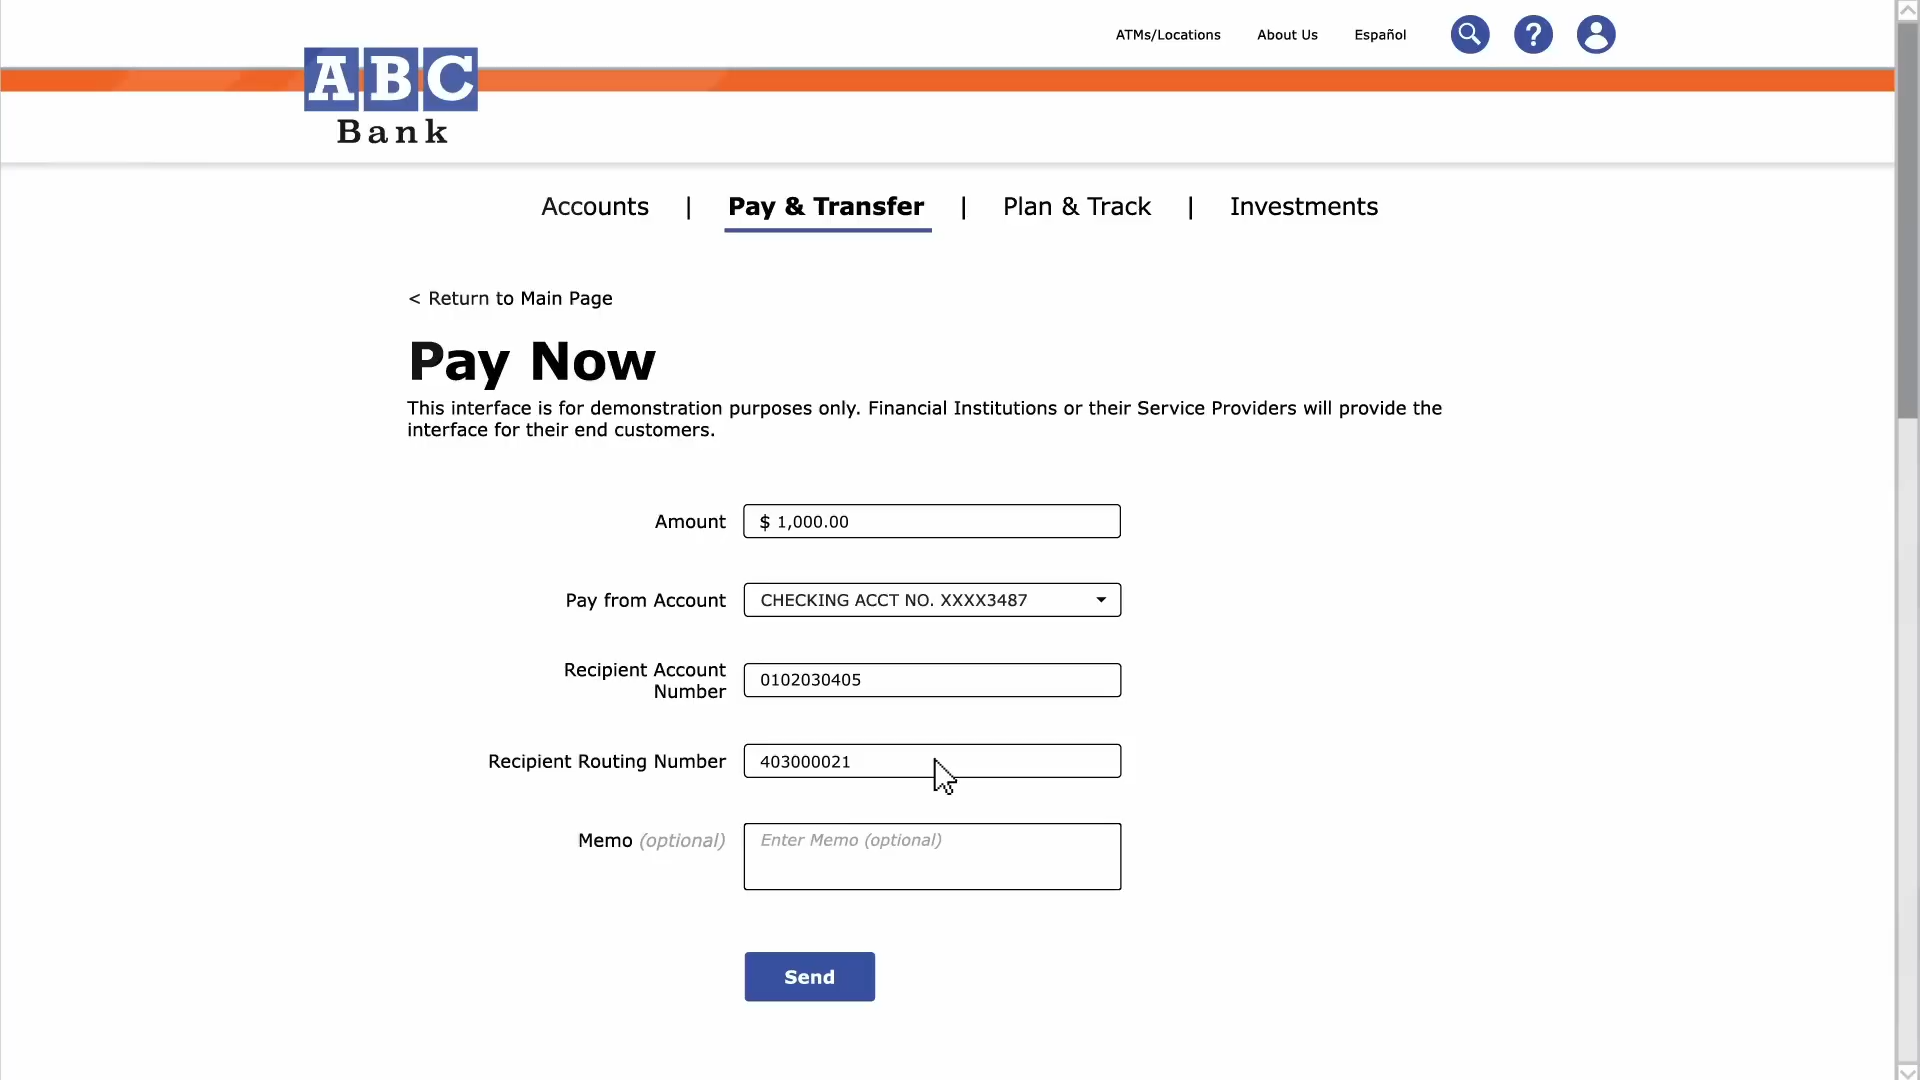 ATMs/Locations About Us Español ?
ABC
Bank
Accounts | Pay & Transfer | Plan & Track | Investments
< Return to Main Page
Pay Now
This interface is for demonstration purposes only. Financial Institutions or their Service Providers will provide the
interface for their end customers.
Amount $ 1,000.00
Pay from Account CHECKING ACCT NO. XXXX3487
Recipient Account
Number 0102030405
Recipient Routing Number 403000021
Memo (optional) Enter Memo (optional)
Send